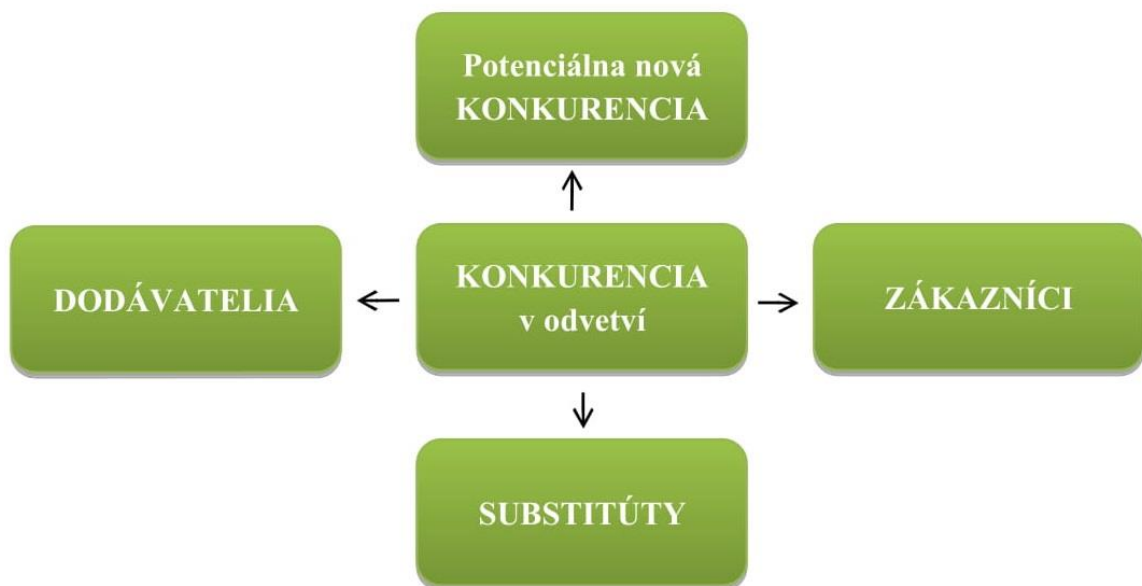 Potenciálna nová
KONKURENCIA
DODÁVATELIA
KONKURENCIA
v odvetví
ZÁKAZNÍCI
SUBSTITÚTY